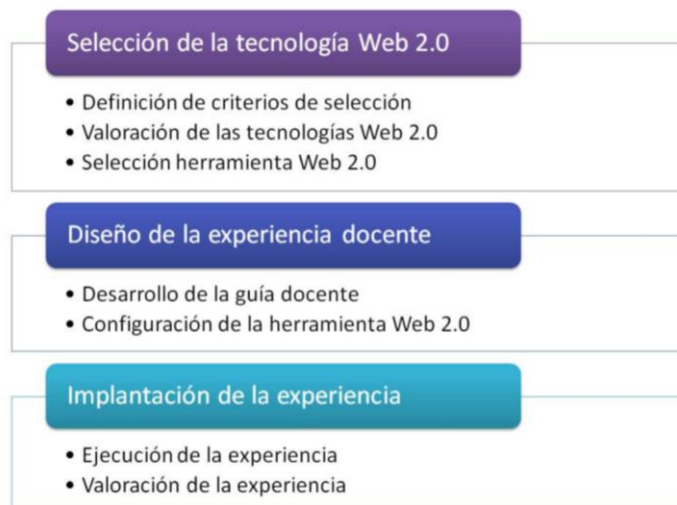 Selección de la tecnología Web 2.0
• Definición de criterios de selección
• Valoración de las tecnologías Web 2.0
• Selección herramienta Web 2.0
Diseño de la experiencia docente
• Desarrollo de la guía docente
• Configuración de la herramienta Web 2.0
Implantación de la experiencia
• Ejecución de la experiencia
• Valoración de la experiencia